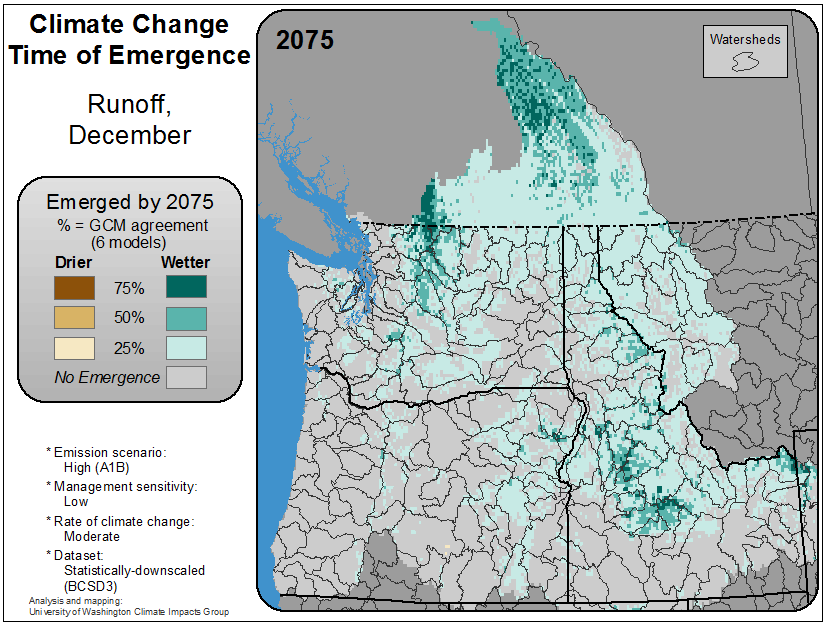 Climate Change
Time of Emergence
Runoff,
December
Emerged by 2075
% = GCM agreement
(6 models)
Drier Wetter
75%
50%
25%
No Emergence
* Emission scenario:
High (A1B)
* Management sensitivity:
Low
* Rate of climate change:
Moderate
* Dataset:
Statistically-downscaled
(BCSD3)
Analysis and mapping:
University of Washington Climate Impacts Group
2075
Watersheds